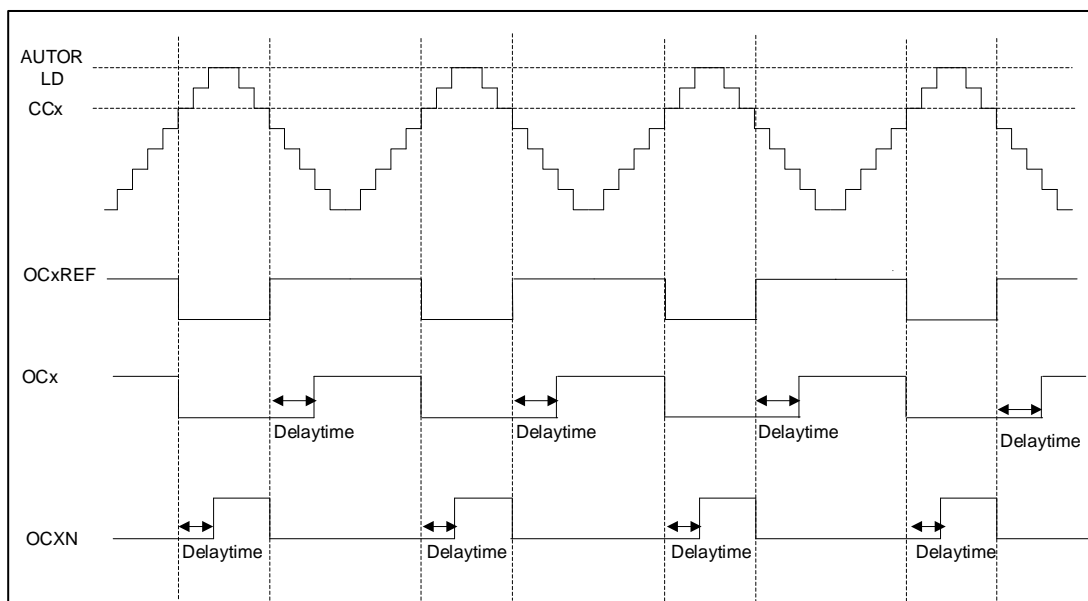 AUTOR
LD
CCx
OCxREF
OCx
Delaytime
Delaytime
Delaytime
Delaytime
OCXN
Delaytime
Delaytime
Delaytime
Delaytime